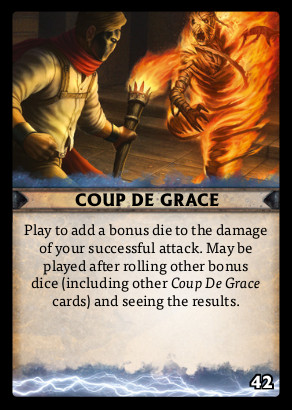 COUP DE GRACE
Play to add a bonus die to the damage
of your successful attack. May be
played after rolling other bonus
dice (including other Coup De Grace
cards) and seeing the results.
42